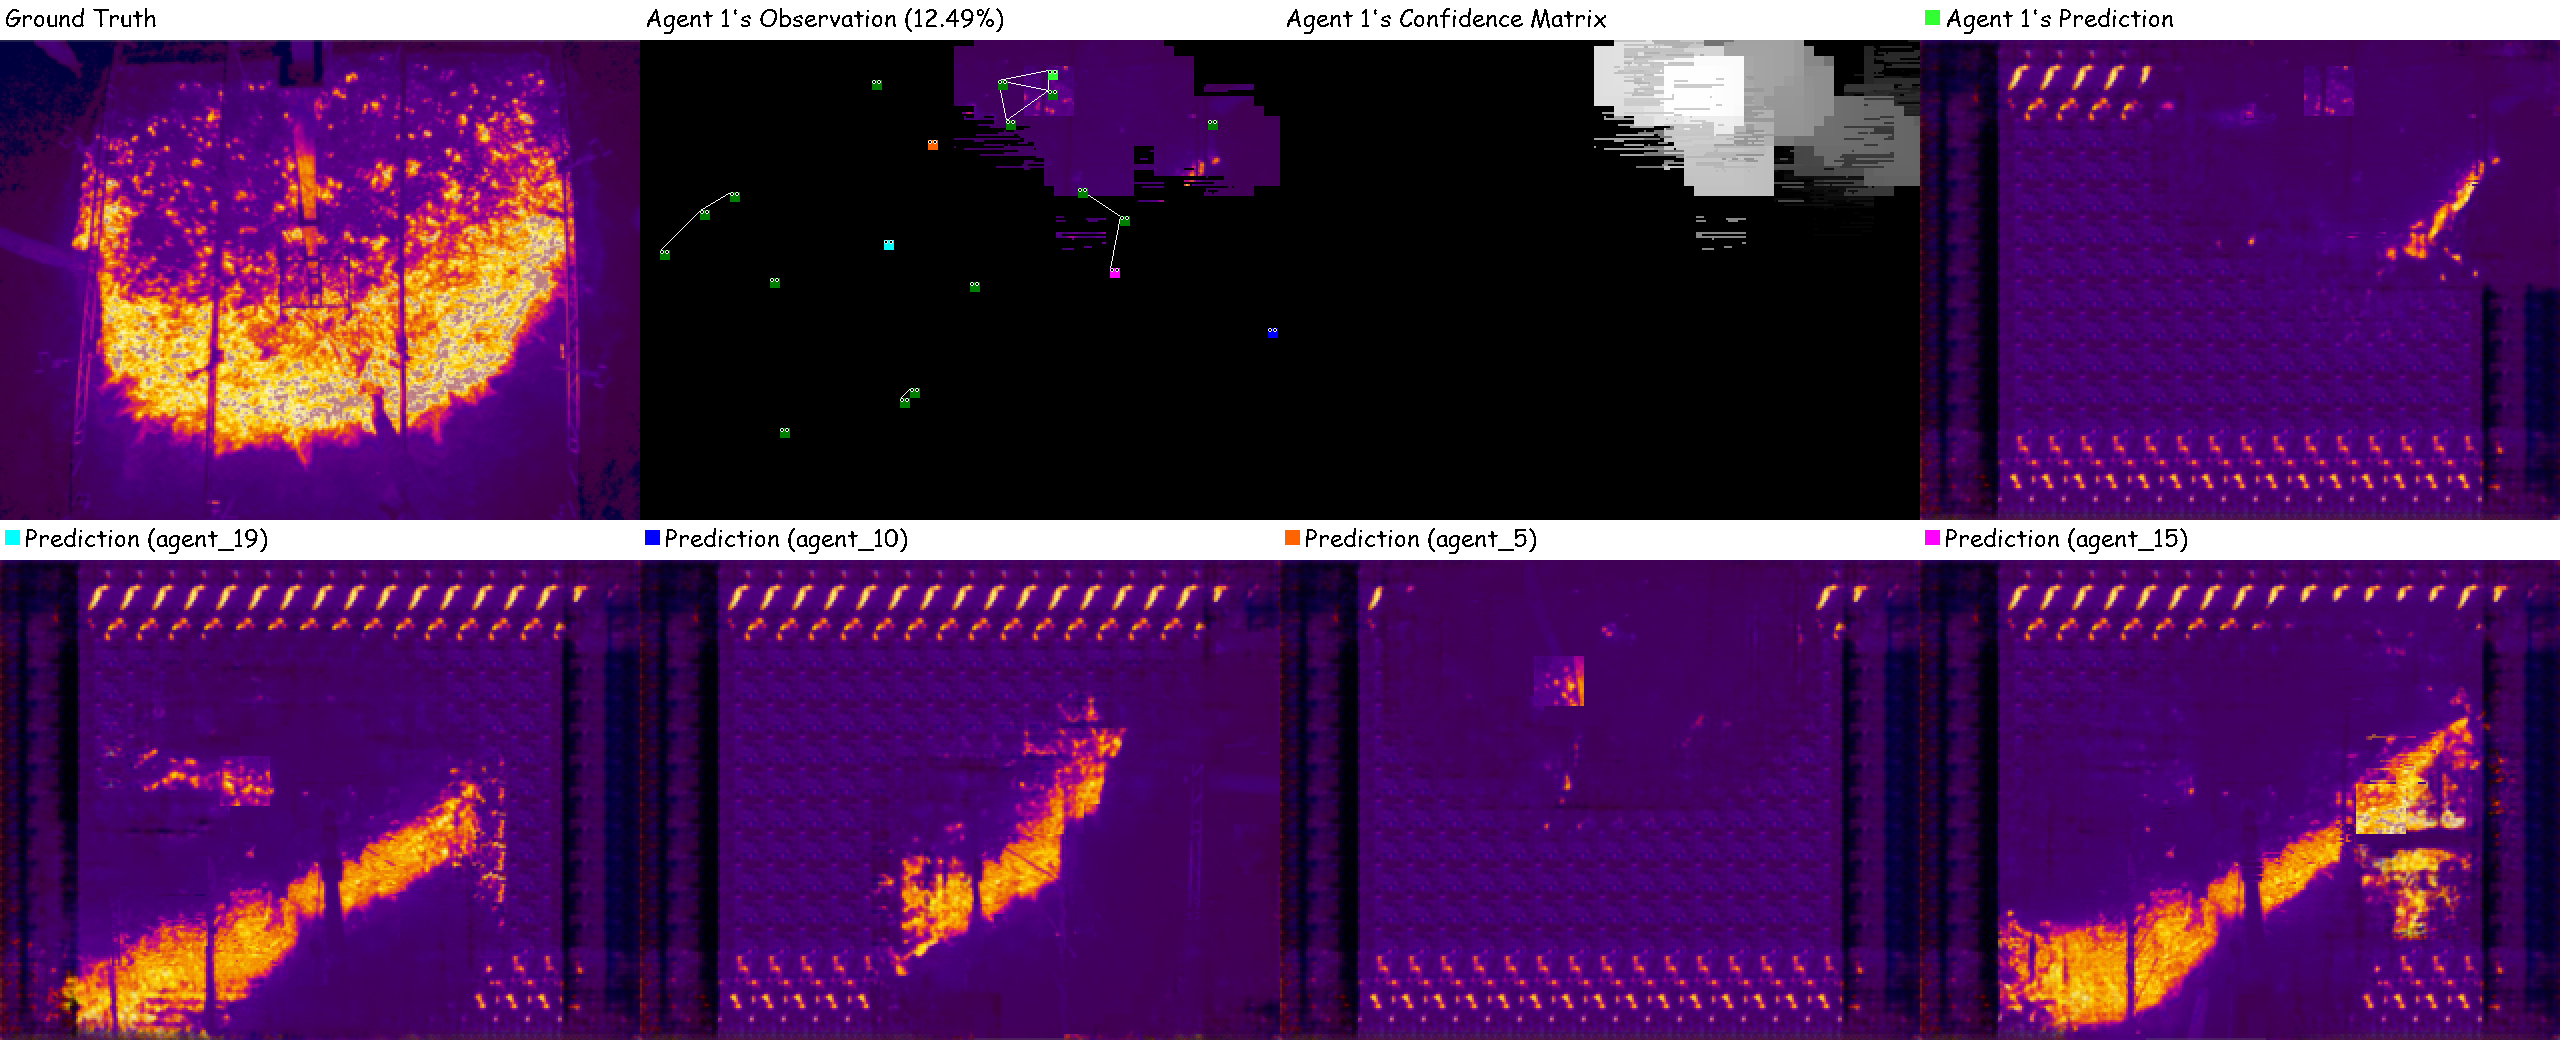 Ground Truth
Agent 1's Observation (12.49%)
Agent 1's Confidence Matrix
Agent 1's Prediction
Prediction (agent_19)
Prediction (agent_10)
Prediction (agent_5)
Prediction (agent_15)